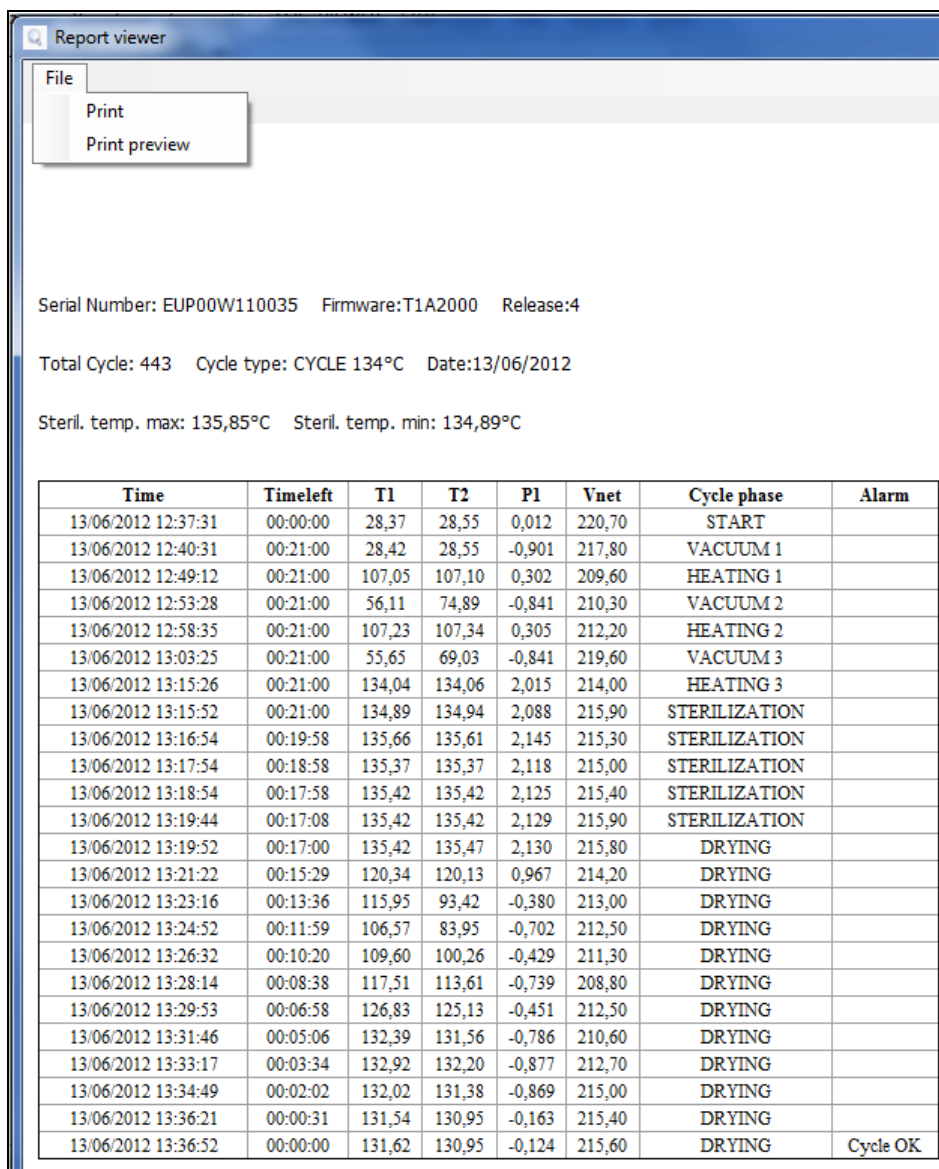 Report viewer
File
Print
Print preview
Serial Number: EUP00W110035 Firmware:T1A2000 Release:4
Total Cycle: 443 Cycle type: CYCLE 134°C Date:13/06/2012
Steril. temp. max: 135,85°C Steril. temp. min: 134,89°C
Time Timeleft T1 T2 P1 Vnet Cycle phase Alarm
13/06/2012 12:37:31 00:00:00 28,37 28,55 0,012 220,70 START
13/06/2012 12:40:31 00:21:00 28,42 28,55 -0,901 217,80 VACUUM 1
13/06/2012 12:49:12 00:21:00 107,05 107,10 0,302 209,60 HEATING 1
13/06/2012 12:53:28 00:21:00 56,11 74,89 -0,841 210,30 VACUUM 2
13/06/2012 12:58:35 00:21:00 107,23 107,34 0,305 212,20 HEATING 2
13/06/2012 13:03:25 00:21:00 55,65 69,03 -0,841 219,60 VACUUM 3
13/06/2012 13:15:26 00:21:00 134,04 134,06 2,015 214,00 HEATING 3
13/06/2012 13:15:52 00:21:00 134,89 134,94 2,088 215,90 STERILIZATION
13/06/2012 13:16:54 00:19:58 135,66 135,61 2,145 215,30 STERILIZATION
13/06/2012 13:17:54 00:18:58 135,37 135,37 2,118 215,00 STERILIZATION
13/06/2012 13:18:54 00:17:58 135,42 135,42 2,125 215,40 STERILIZATION
13/06/2012 13:19:44 00:17:08 135,42 135,42 2,129 215,90 STERILIZATION
13/06/2012 13:19:52 00:17:00 135,42 135,47 2,130 215,80 DRYING
13/06/2012 13:21:22 00:15:29 120,34 120,13 0,967 214,20 DRYING
13/06/2012 13:23:16 00:13:36 115,95 93,42 -0,380 213,00 DRYING
13/06/2012 13:24:52 00:11:59 106,57 83,95 -0,702 212,50 DRYING
13/06/2012 13:26:32 00:10:20 109,60 100,26 -0,429 211,30 DRYING
13/06/2012 13:28:14 00:08:38 117,51 113,61 -0,739 208,80 DRYING
13/06/2012 13:29:53 00:06:58 126,83 125,13 -0,451 212,50 DRYING
13/06/2012 13:31:46 00:05:06 132,39 131,56 -0,786 210,60 DRYING
13/06/2012 13:33:17 00:03:34 132,92 132,20 -0,877 212,70 DRYING
13/06/2012 13:34:49 00:02:02 132,02 131,38 -0,869 215,00 DRYING
13/06/2012 13:36:21 00:00:31 131,54 130,95 -0,163 215,40 DRYING
13/06/2012 13:36:52 00:00:00 131,62 130,95 -0,124 215,60 DRYING Cycle OK